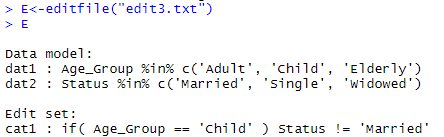 > E<-editfile("edit3.txt")
> E
Data model:
dat1 : Age_Group %in% c('Adult', 'Child', 'Elderly')
dat2 : Status %in% c('Married', 'Single', 'Widowed')
Edit set:
cat1 : if( Age_Group == 'Child' ) Status != 'Married'